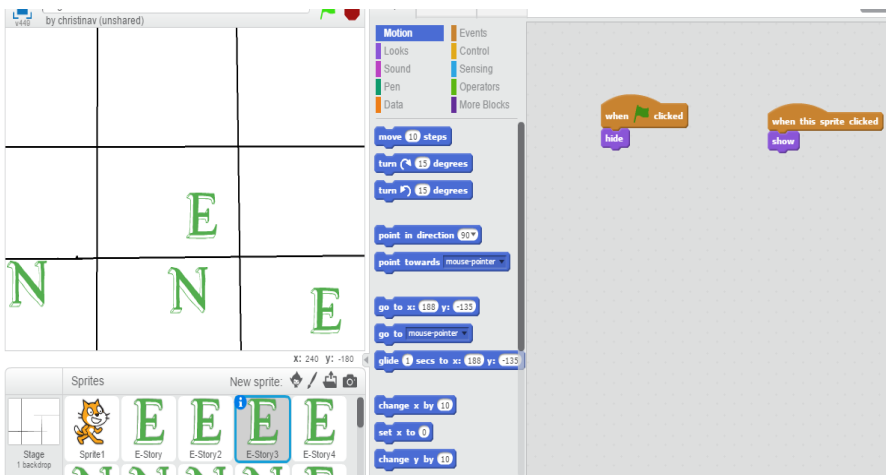 v449
by christinav (unshared)
E
N
N
E
X: 240 y: -180
Sprites
New sprite:
Stage
1 backdrop
Sprite1
E
E-Story
E
E-Story2
E
E-Story3
E
E-Story4
Motion
Looks
Sound
Pen
Data
Events
Control
Sensing
Operators
More Blocks
move 10 steps
turn 15 degrees
turn 15 degrees
point in direction 90
point towards mouse-pointer
go to x: 188 y: -135
go to mouse-pointer
glide 1 secs to x: 188 y: -135
change x by 10
set x to 0
change y by 10
when clicked
hide
when this sprite clicked
show